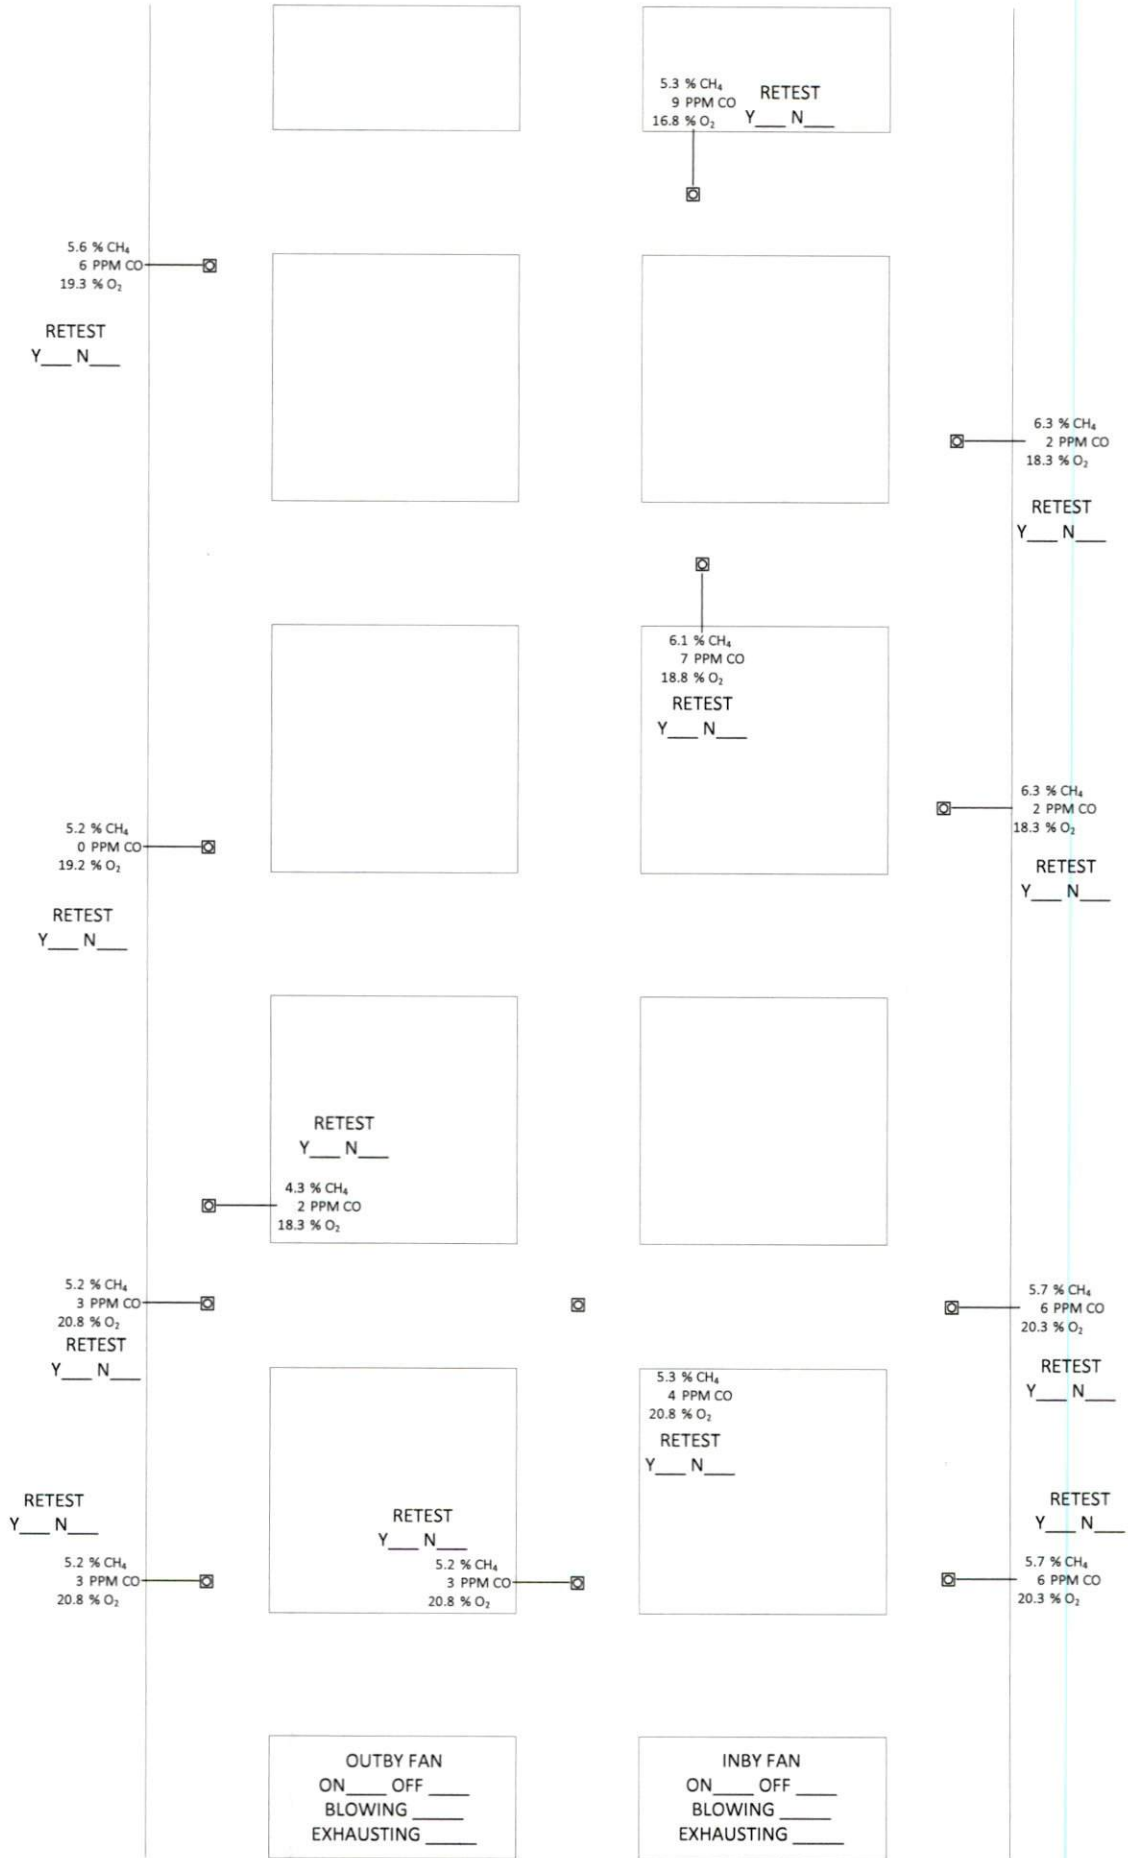 5.3 % CH₄
9 PPM CO
16.8 % O₂
RETEST
Y___ N___
5.6 % CH₄
6 PPM CO
19.3 % O₂
RETEST
Y___ N___
6.3 % CH₄
2 PPM CO
18.3 % O₂
RETEST
Y___ N___
6.1 % CH₄
7 PPM CO
18.8 % O₂
RETEST
Y___ N___
6.3 % CH₄
2 PPM CO
18.3 % O₂
RETEST
Y___ N___
5.2 % CH₄
0 PPM CO
19.2 % O₂
RETEST
Y___ N___
RETEST
Y___ N___
4.3 % CH₄
2 PPM CO
18.3 % O₂
5.2 % CH₄
3 PPM CO
20.8 % O₂
RETEST
Y___ N___
5.7 % CH₄
6 PPM CO
20.3 % O₂
RETEST
Y___ N___
5.3 % CH₄
4 PPM CO
20.8 % O₂
RETEST
Y___ N___
RETEST
Y___ N___
5.2 % CH₄
3 PPM CO
20.8 % O₂
RETEST
Y___ N___
5.2 % CH₄
3 PPM CO
20.8 % O₂
RETEST
Y___ N___
5.7 % CH₄
6 PPM CO
20.3 % O₂
OUTBY FAN
ON____ OFF ____
BLOWING _____
EXHAUSTING _____
INBY FAN
ON____ OFF ____
BLOWING _____
EXHAUSTING _____